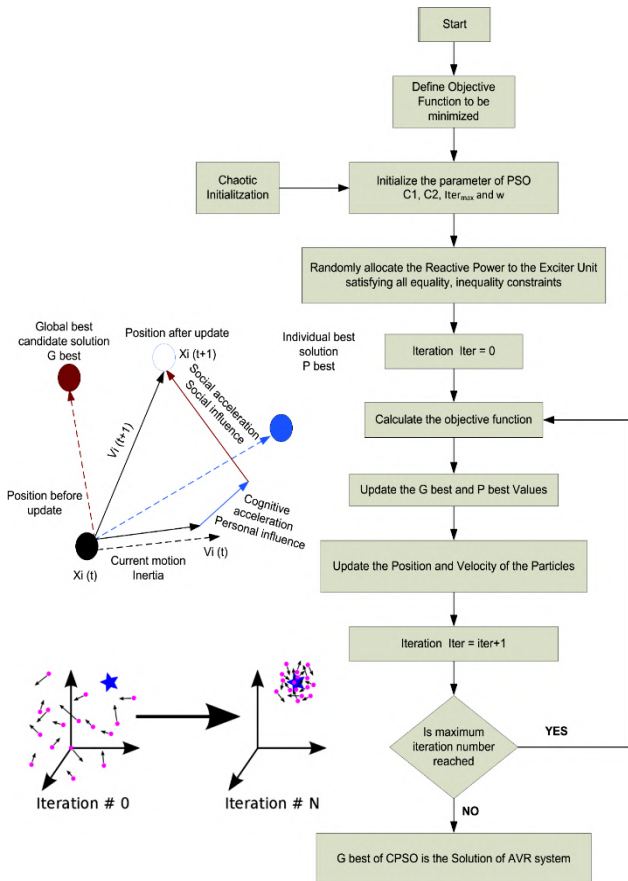 Start
Define Objective
Function to be
minimized
Chaotic
Initialitzation
Initialize the parameter of PSO
C1, C2, Itermax and w
Randomly allocate the Reactive Power to the Exciter Unit
satisfying all equality, inequality constraints
Iteration Iter = 0
Calculate the objective function
Update the G best and P best Values
Update the Position and Velocity of the Particles
Iteration Iter = iter+1
Is maximum
iteration number
reached
YES
NO
G best of CPSO is the Solution of AVR system
Global best
candidate solution
G best
Position after update
Xi (t+1)
Individual best
solution
P best
Social acceleration
Social influence
Vi (t+1)
Position before
update
Cognitive
acceleration
Personal influence
Vi (t)
Xi (t)
Current motion
Inertia
Iteration # 0
Iteration # N